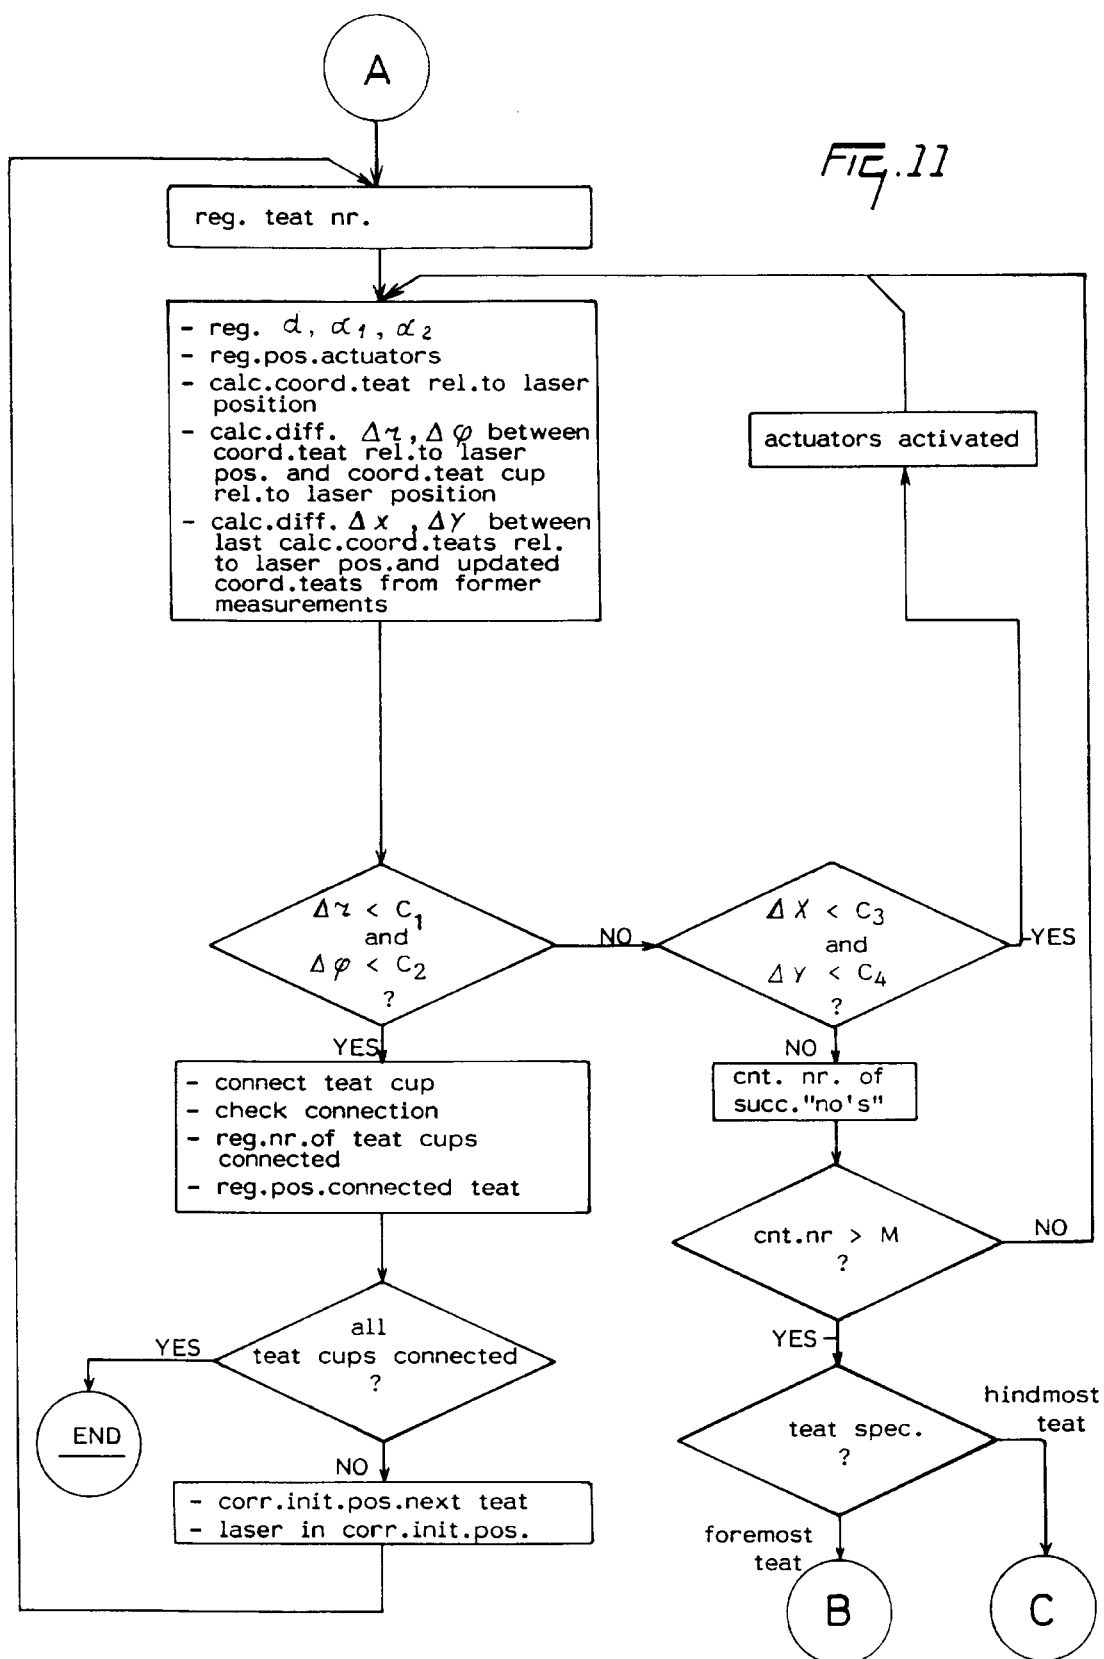 A
FIG.11
reg. teat nr.
- reg. d, α1, α2
- reg.pos.actuators
- calc.coord.teat rel.to laser
position
- calc.diff. Δr, Δφ between
coord.teat rel.to laser
pos. and coord.teat cup
rel.to laser position
- calc.diff. Δx , ΔY between
last calc.coord.teats rel.
to laser pos.and updated
coord.teats from former
measurements
actuators activated
Δr < C1
and
Δφ < C2
?
NO
ΔX < C3
and
ΔY < C4
?
YES
YES
- connect teat cup
- check connection
- reg.nr.of teat cups
connected
- reg.pos.connected teat
NO
cnt. nr. of
succ."no's"
cnt.nr > M
?
NO
all
teat cups connected
?
YES
END
NO
- corr.init.pos.next teat
- laser in corr.init.pos.
YES
teat spec.
?
hindmost
teat
foremost
teat
B
C